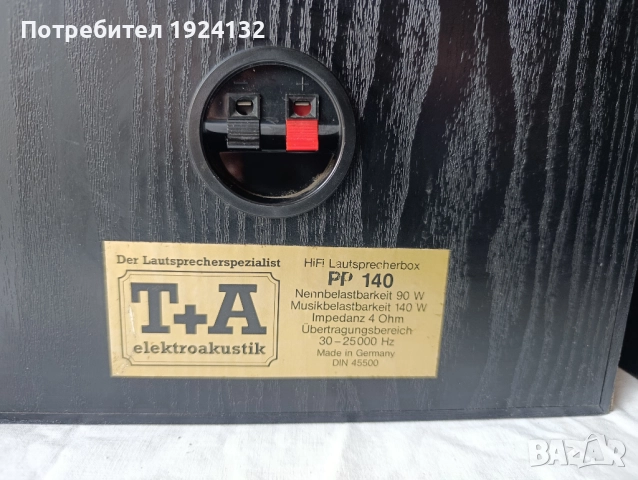 Потребител 1924132
Der Lautsprecherspezialist
T+A
elektroakustik
HiFi Lautsprecherbox
PP 140
Nennbelastbarkeit 90 W
Musikbelastbarkeit 140 W
Impedanz 4 Ohm
Übertragungsbereich
30–25000 Hz
Made in Germany
DIN 45500
BAZAR